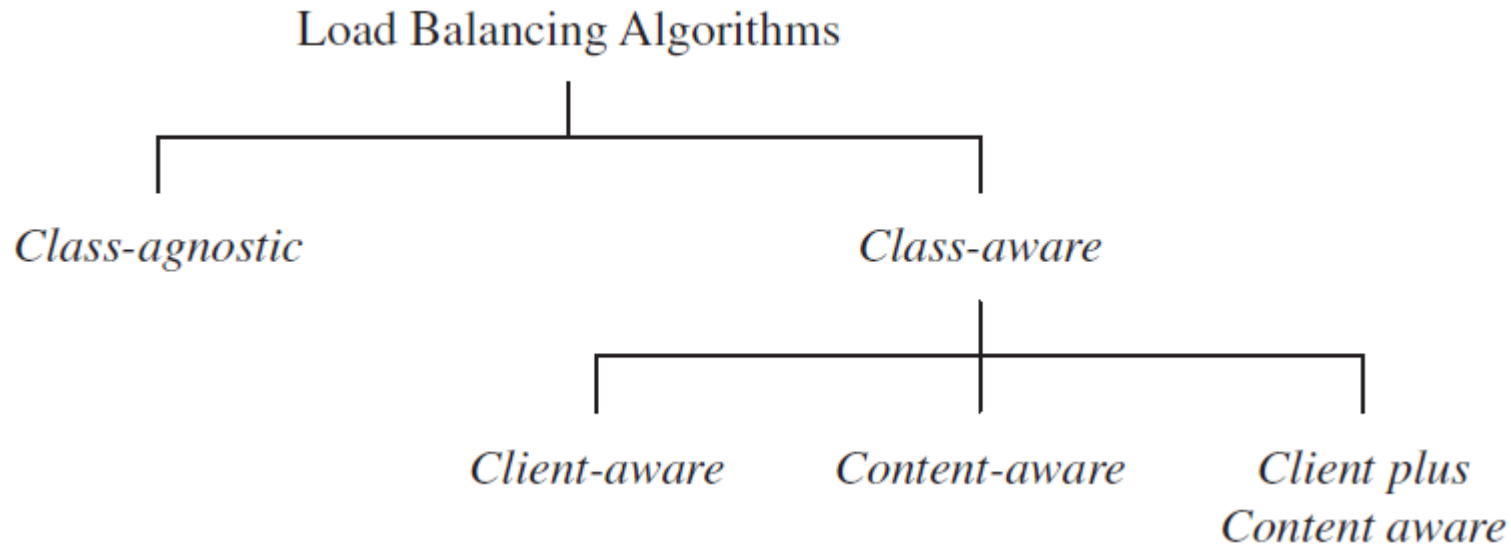 Load Balancing Algorithms
Class-agnostic
Class-aware
Client-aware
Content-aware
Client plus
Content aware